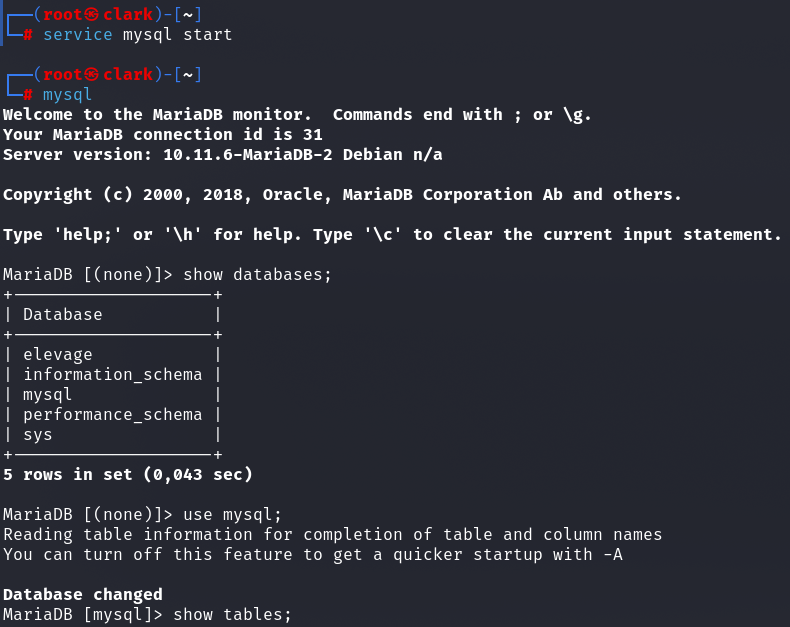 ┌──(root㉿clark)-[~]
└─# service mysql start
┌──(root㉿clark)-[~]
└─# mysql
Welcome to the MariaDB monitor.  Commands end with ; or \g.
Your MariaDB connection id is 31
Server version: 10.11.6-MariaDB-2 Debian n/a
Copyright (c) 2000, 2018, Oracle, MariaDB Corporation Ab and others.
Type 'help;' or '\h' for help. Type '\c' to clear the current input statement.
MariaDB [(none)]> show databases;
+--------------------+
| Database           |
+--------------------+
| elevage            |
| information_schema |
| mysql              |
| performance_schema |
| sys                |
+--------------------+
5 rows in set (0,043 sec)
MariaDB [(none)]> use mysql;
Reading table information for completion of table and column names
You can turn off this feature to get a quicker startup with -A
Database changed
MariaDB [mysql]> show tables;